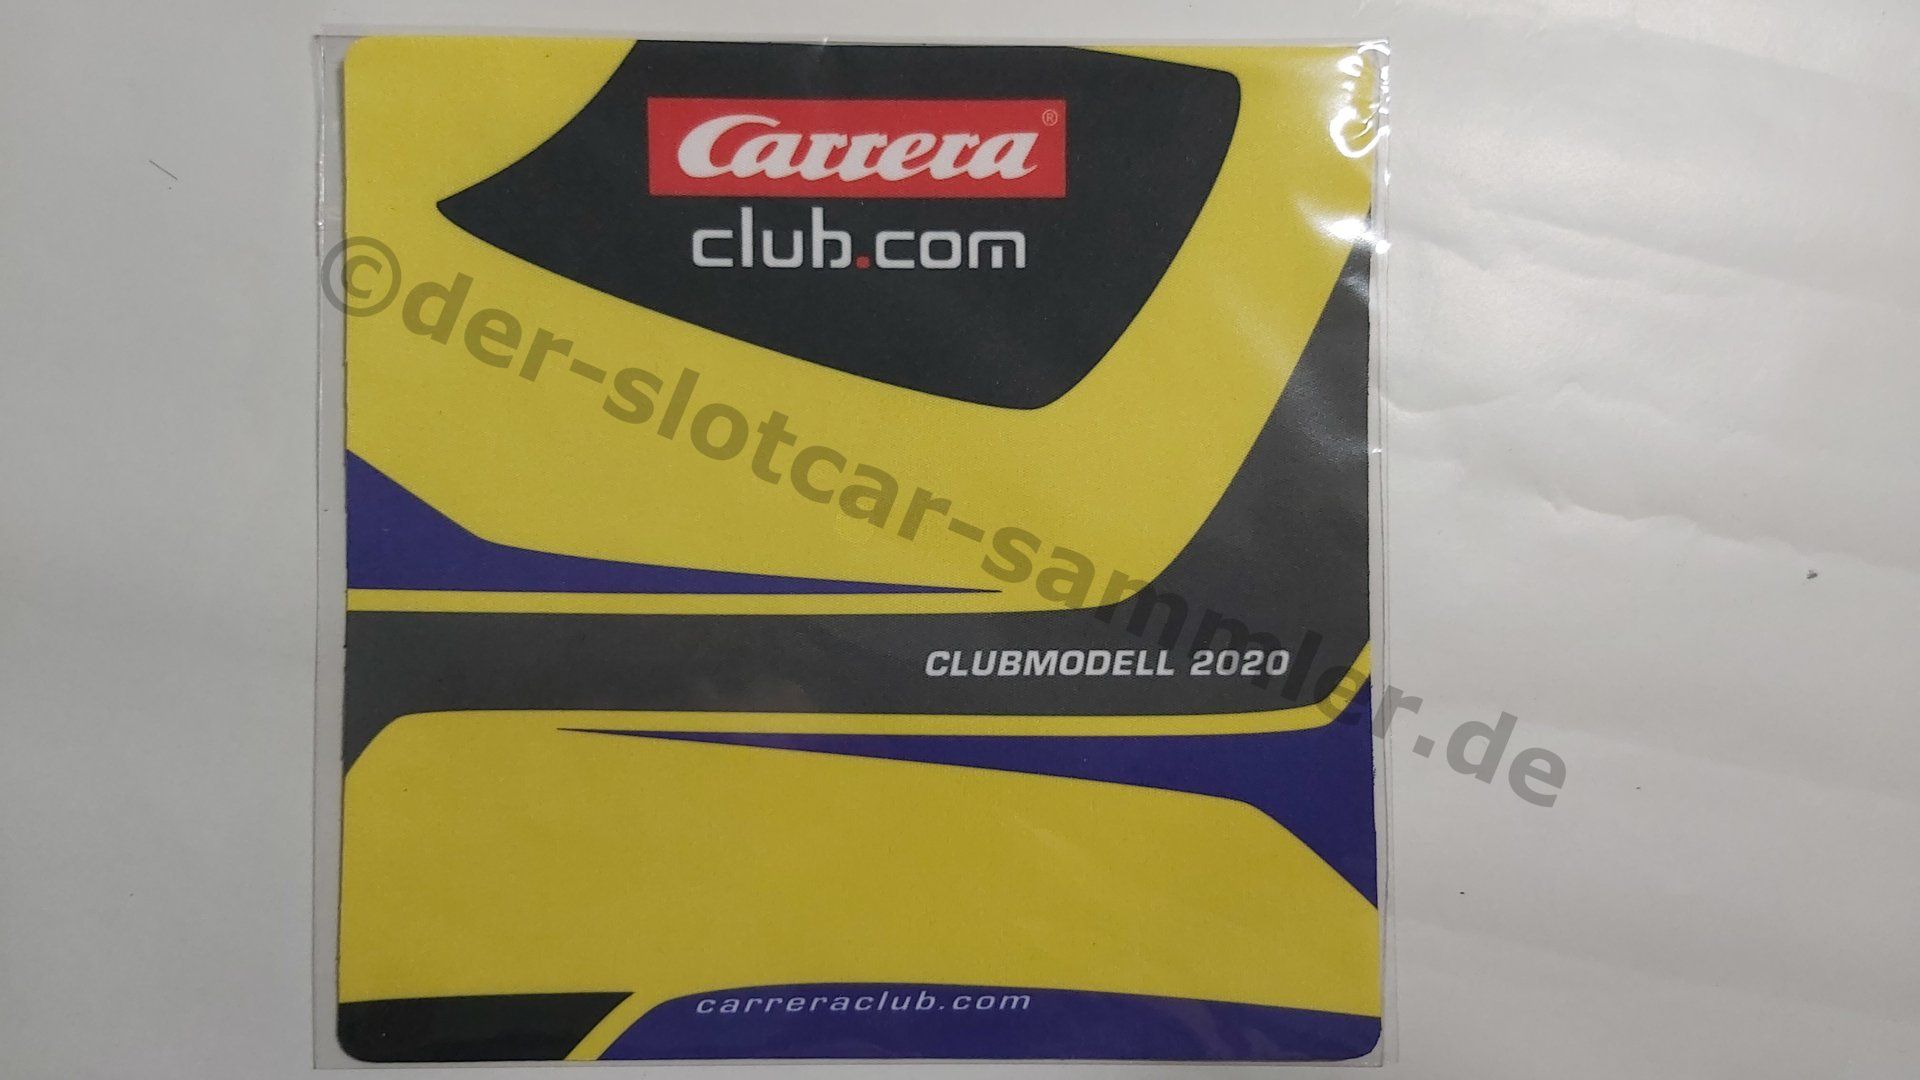 Carrera®
club.com
©der-slotcar-sammler.de
CLUBMODELL 2020
carreraclub.com